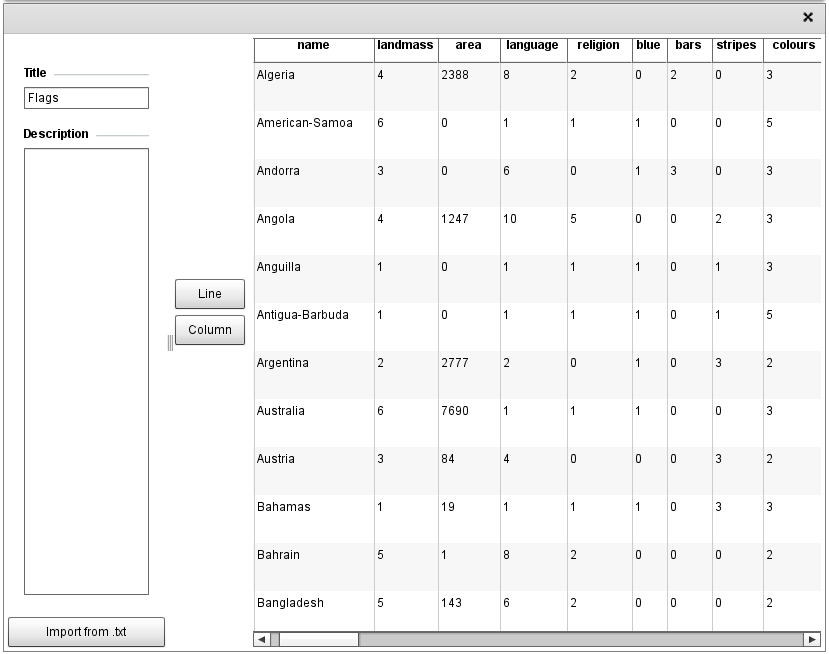 Title
Flags
Description
Line
Column
Import from .txt
name landmass area language religion blue bars stripes colours
Algeria 4 2388 8 2 0 2 0 3
American-Samoa 6 0 1 1 1 0 0 5
Andorra 3 0 6 0 1 3 0 3
Angola 4 1247 10 5 0 0 2 3
Anguilla 1 0 1 1 1 0 1 3
Antigua-Barbuda 1 0 1 1 1 0 1 5
Argentina 2 2777 2 0 1 0 3 2
Australia 6 7690 1 1 1 0 0 3
Austria 3 84 4 0 0 0 3 2
Bahamas 1 19 1 1 1 0 3 3
Bahrain 5 1 8 2 0 0 0 2
Bangladesh 5 143 6 2 0 0 0 2